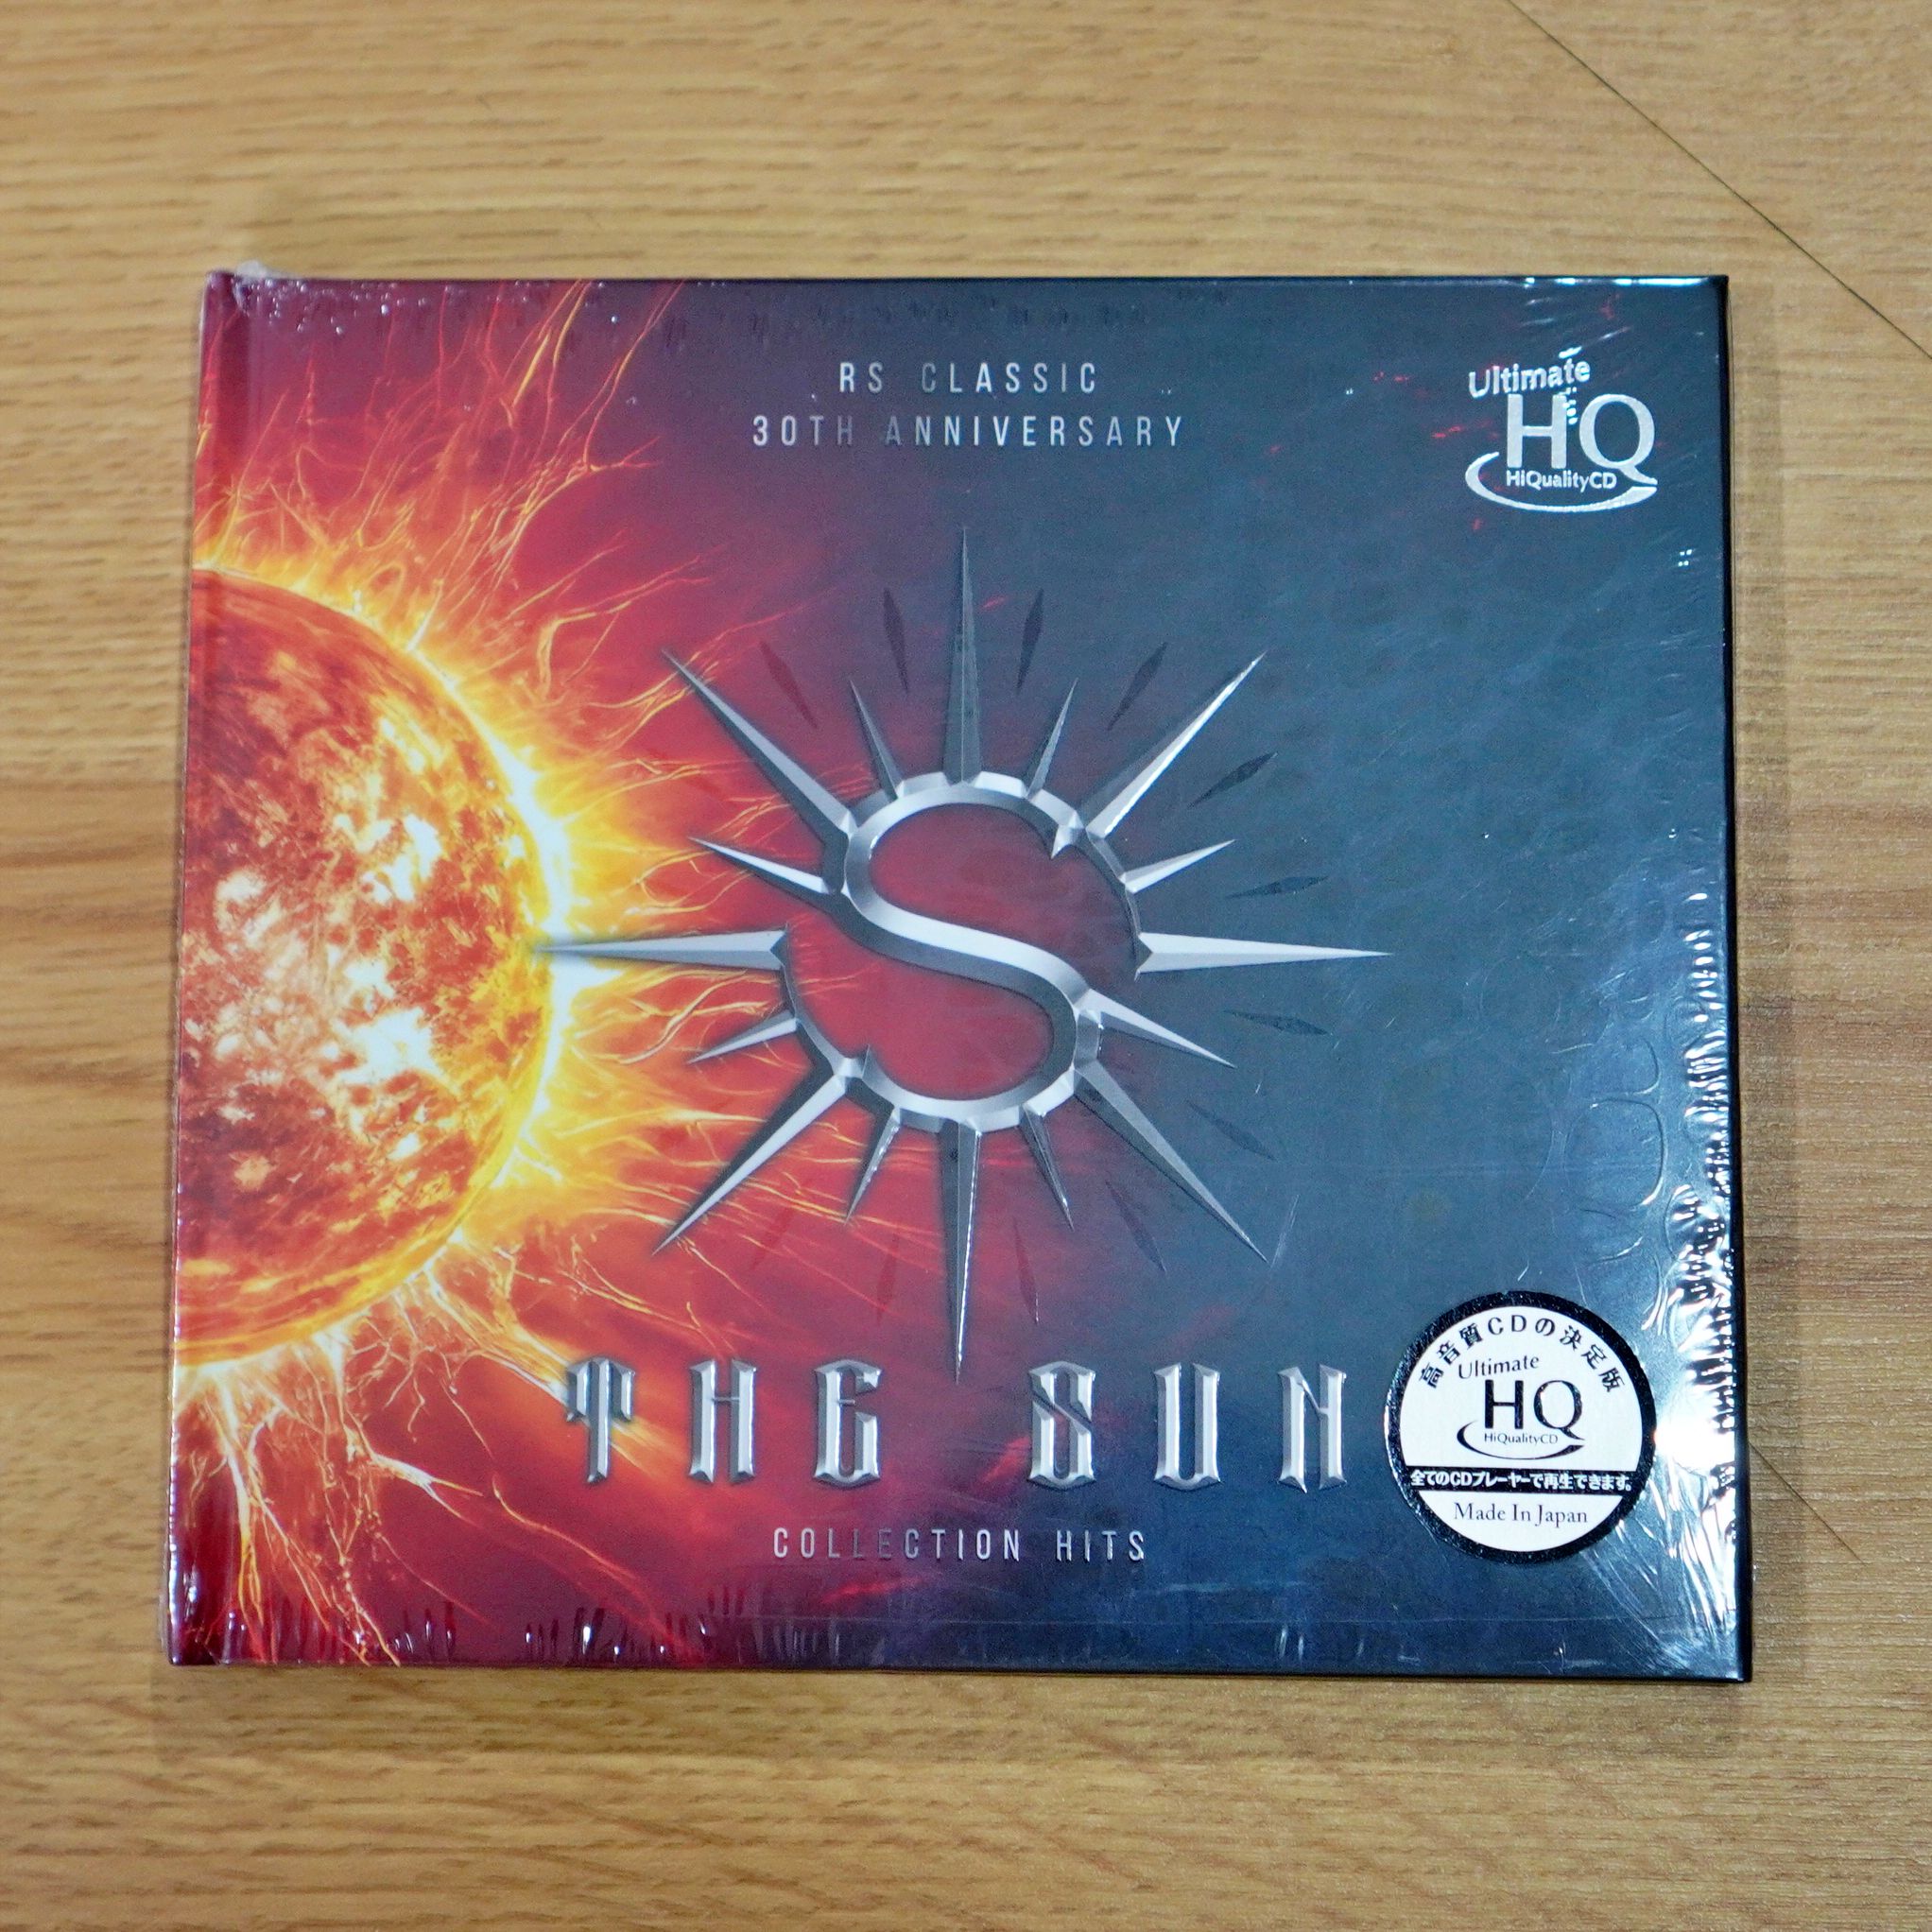 RS CLASSIC
30TH ANNIVERSARY
Ultimate
HQ
HiQualityCD
S
THE SUN
COLLECTION HITS
高音質CDの決定版
Ultimate
HQ
HiQualityCD
全てのCDプレーヤーで再生できます。
Made In Japan